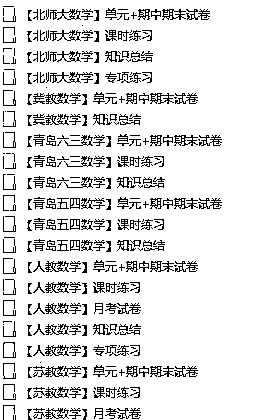 【北师大数学】单元+期中期末试卷
【北师大数学】课时练习
【北师大数学】知识总结
【北师大数学】专项练习
【冀教数学】单元+期中期末试卷
【冀教数学】知识总结
【青岛六三数学】单元+期中期末试卷
【青岛六三数学】课时练习
【青岛六三数学】知识总结
【青岛五四数学】单元+期中期末试卷
【青岛五四数学】课时练习
【青岛五四数学】知识总结
【人教数学】单元+期中期末试卷
【人教数学】课时练习
【人教数学】月考试卷
【人教数学】知识总结
【人教数学】专项练习
【苏教数学】单元+期中期末试卷
【苏教数学】课时练习
【苏教数学】月考试卷